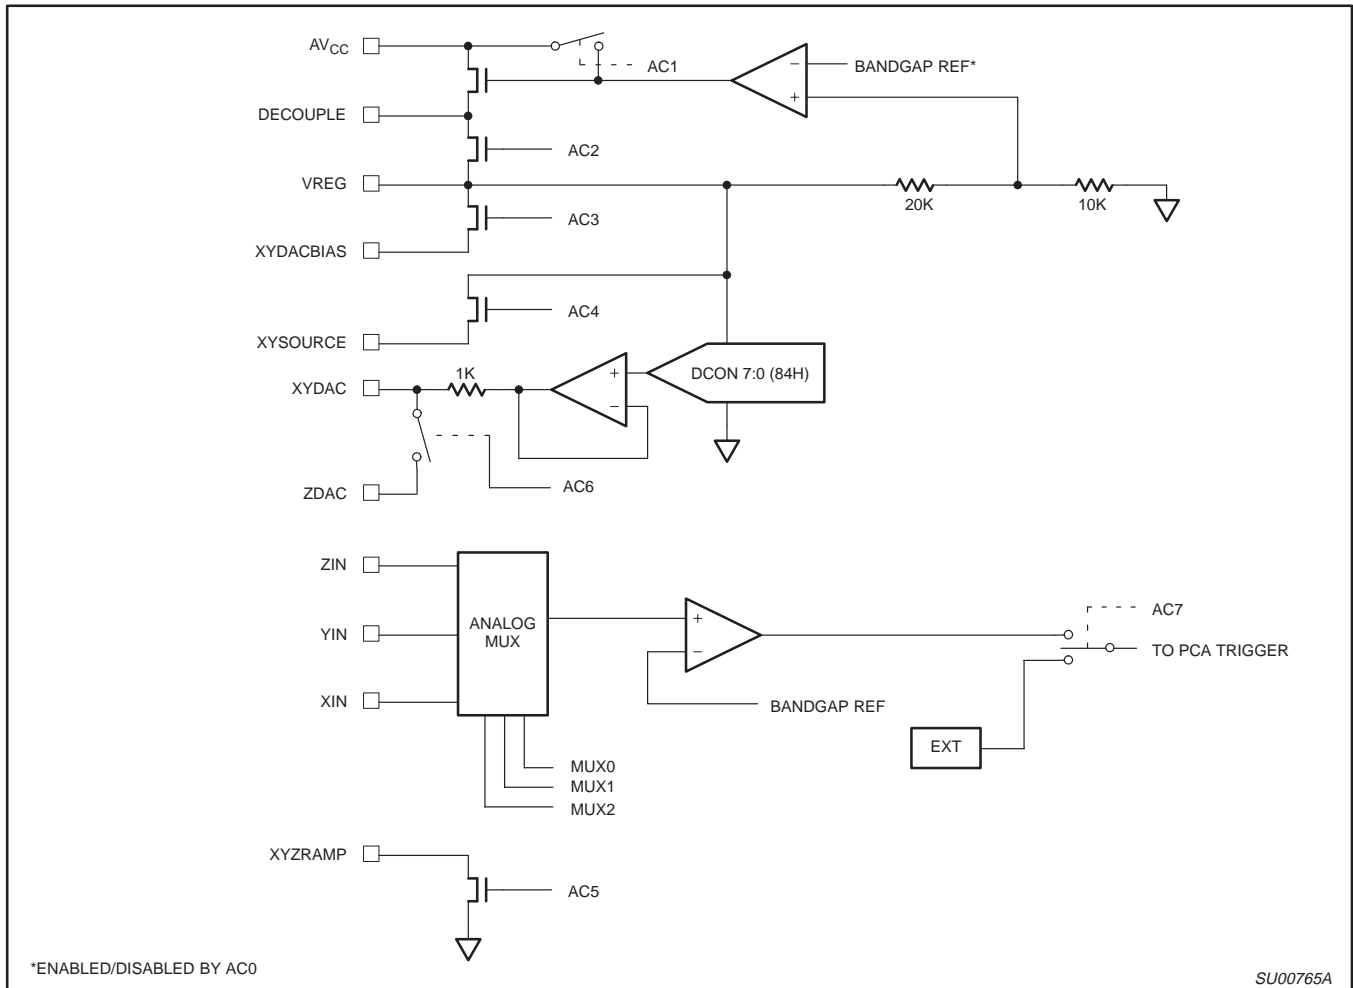 AVCC
AC1
BANDGAP REF*
−
+
DECOUPLE
AC2
VREG
20K
10K
AC3
XYDACBIAS
AC4
XYSOURCE
XYDAC
1K
+
−
DCON 7:0 (84H)
ZDAC
AC6
ZIN
YIN
XIN
ANALOG
MUX
+
−
BANDGAP REF
AC7
TO PCA TRIGGER
EXT
MUX0
MUX1
MUX2
XYZRAMP
AC5
*ENABLED/DISABLED BY AC0
SU00765A